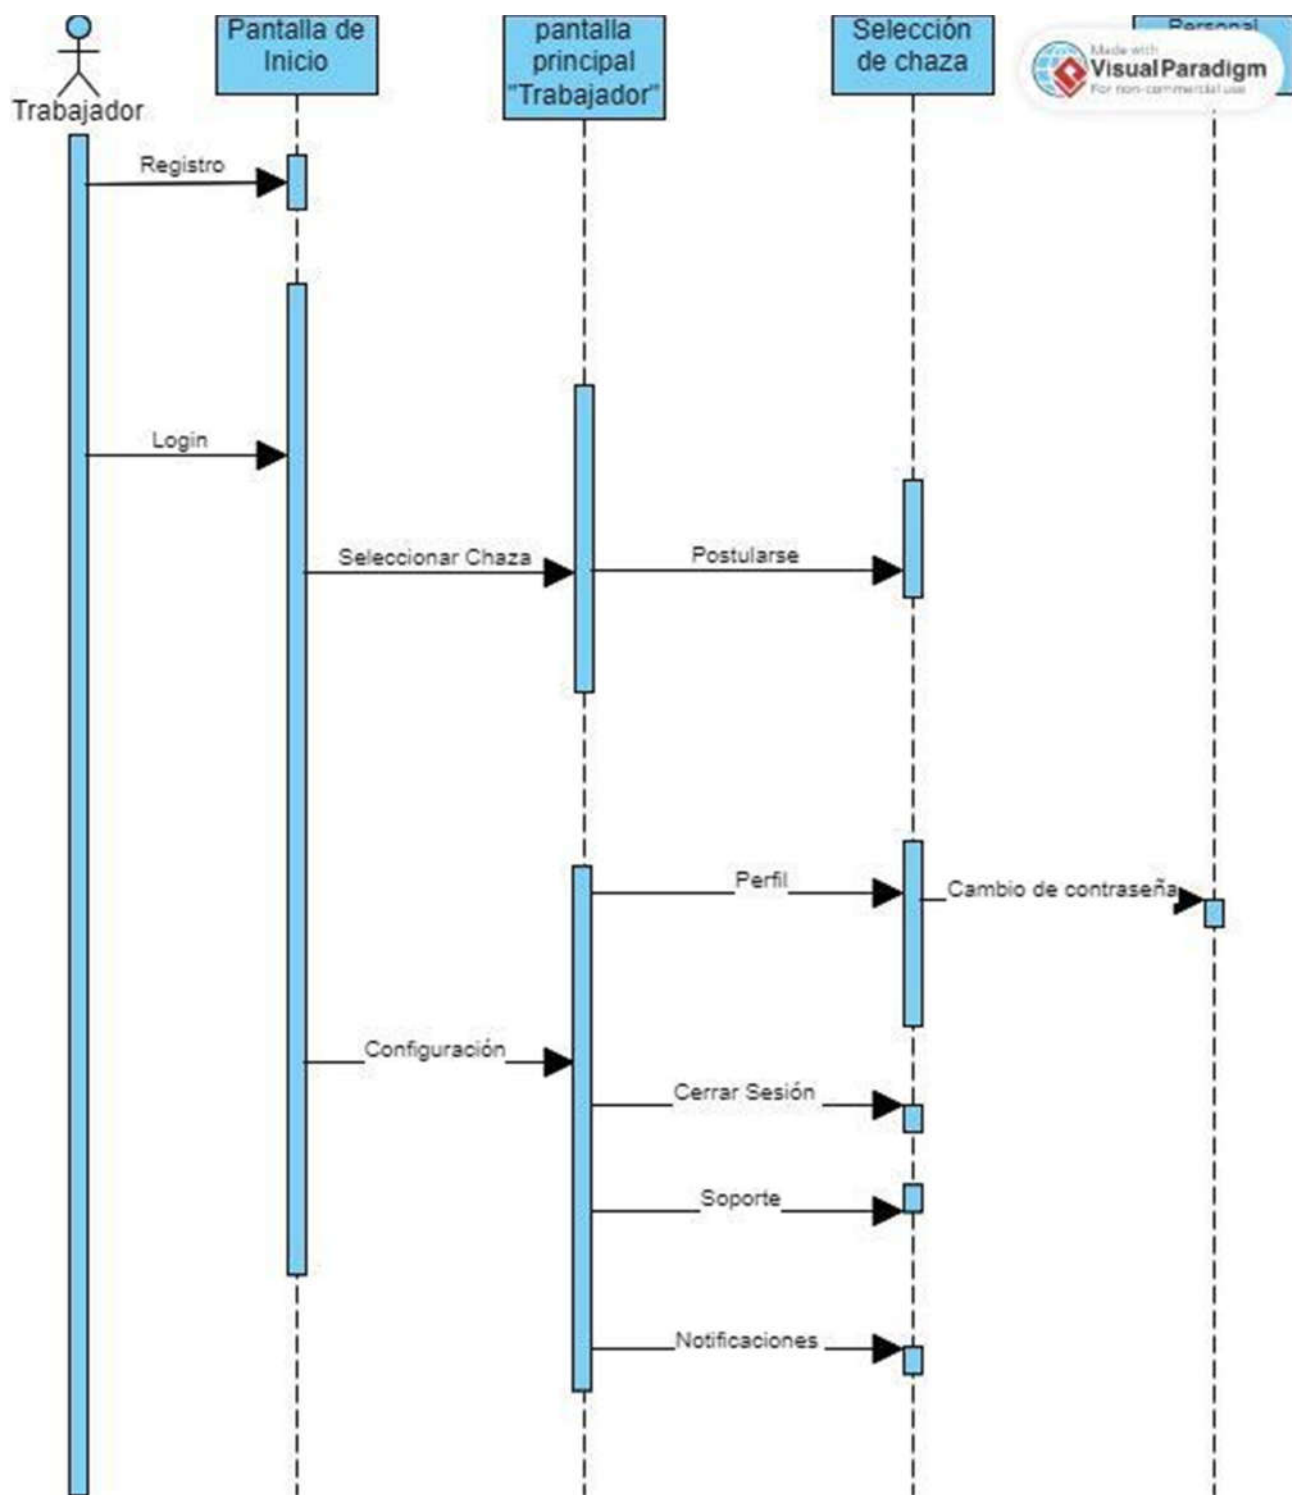 Trabajador
Pantalla de
Inicio
pantalla
principal
"Trabajador"
Selección
de chaza
Personal
Made with
Visual Paradigm
For non-commercial use
Registro
Login
Seleccionar Chaza
Postularse
Perfil
Cambio de contraseña
Configuración
Cerrar Sesión
Soporte
Notificaciones